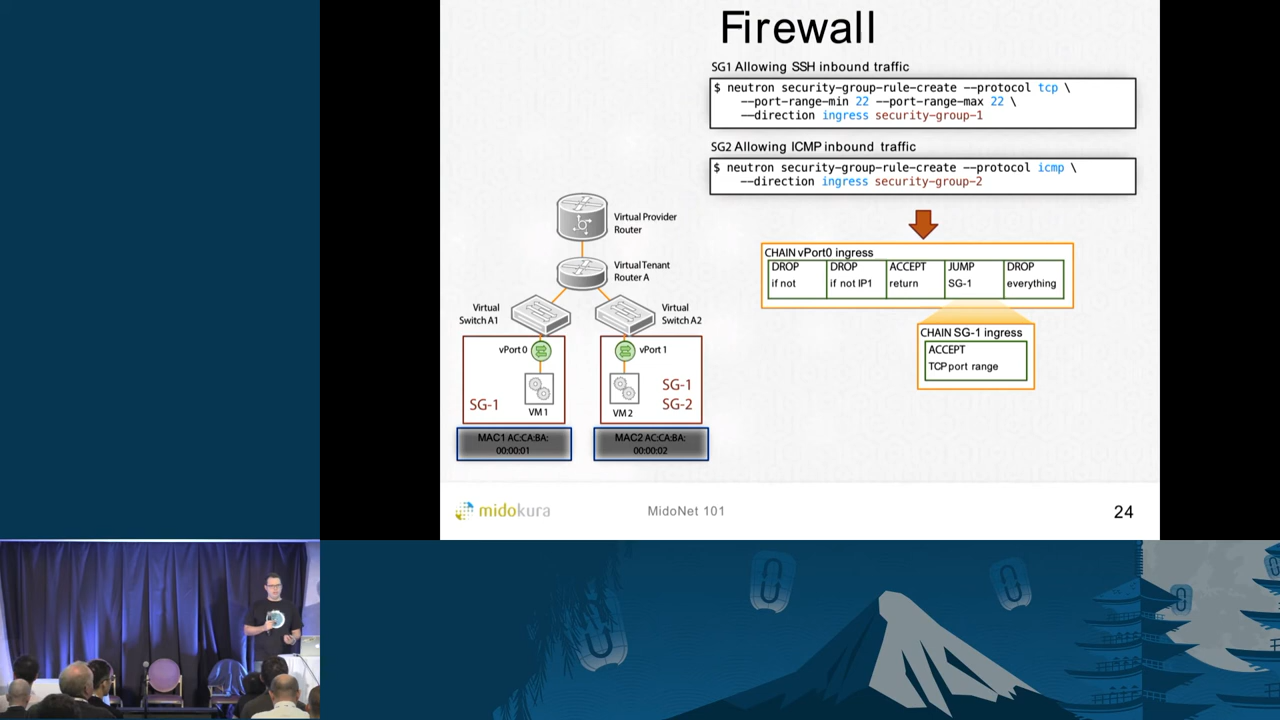 Firewall
SG1 Allowing SSH inbound traffic
$ neutron security-group-rule-create --protocol tcp \
--port-range-min 22 --port-range-max 22 \
--direction ingress security-group-1
SG2 Allowing ICMP inbound traffic
$ neutron security-group-rule-create --protocol icmp \
--direction ingress security-group-2
Virtual Provider
Router
Virtual Tenant
Router A
Virtual
Switch A1
Virtual
Switch A2
vPort 0
vPort 1
SG-1
VM 1
VM 2
SG-1
SG-2
MAC1 AC:CA:BA:
00:00:01
MAC2 AC:CA:BA:
00:00:02
CHAIN vPort0 ingress
DROP
if not
DROP
if not IP1
ACCEPT
return
JUMP
SG-1
DROP
everything
CHAIN SG-1 ingress
ACCEPT
TCP port range
midokura
MidoNet 101
24